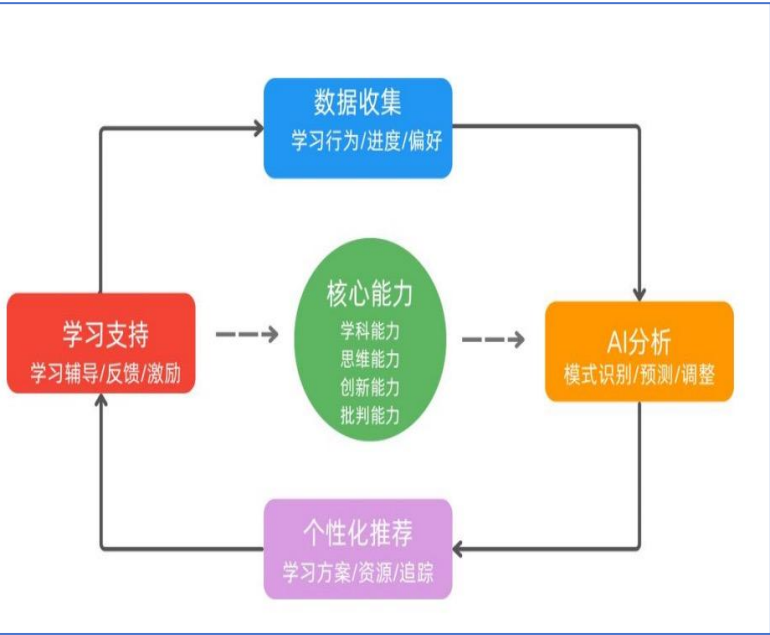 数据收集
学习行为/进度/偏好
核心能力
学科能力
思维能力
创新能力
批判能力
学习支持
学习辅导/反馈/激励
AI分析
模式识别/预测/调整
个性化推荐
学习方案/资源/追踪